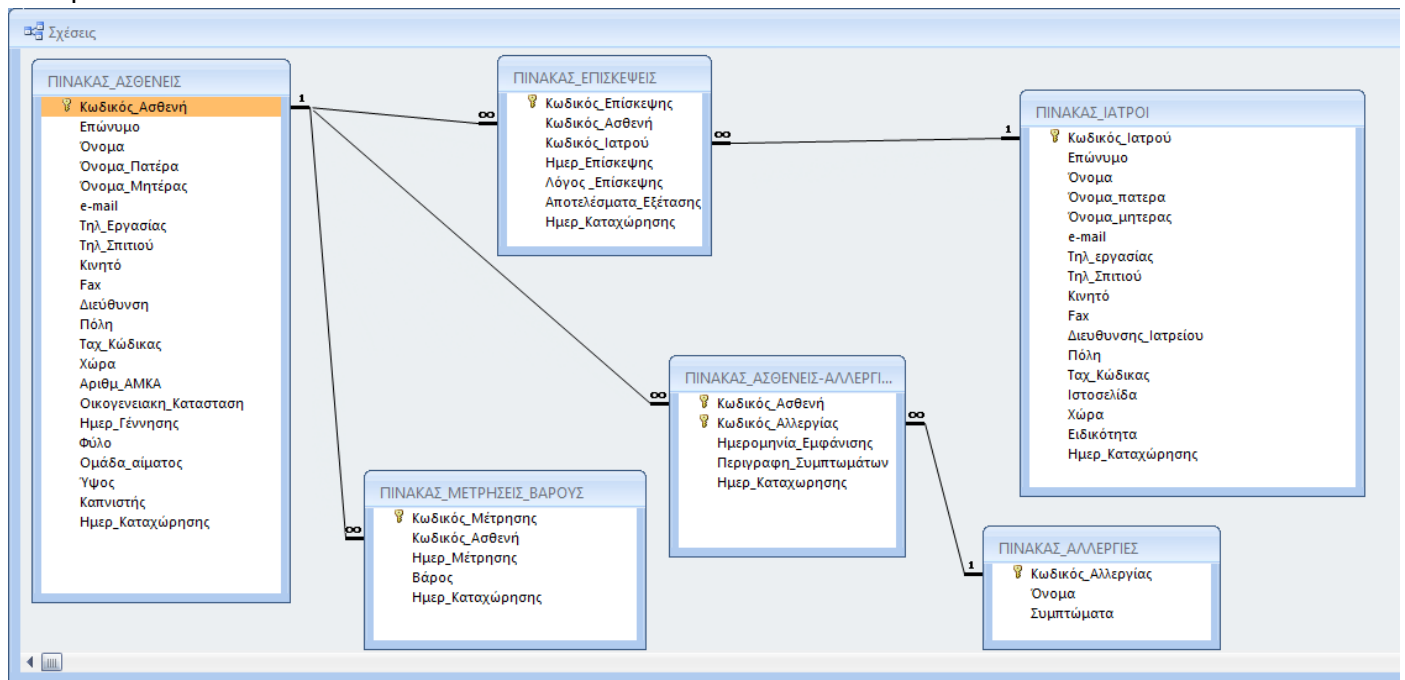 Σχέσεις
ΠΙΝΑΚΑΣ_ΑΣΘΕΝΕΙΣ
Κωδικός_Ασθενή
Επώνυμο
Όνομα
Όνομα_Πατέρα
Όνομα_Μητέρας
e-mail
Τηλ_Εργασίας
Τηλ_Σπιτιού
Κινητό
Fax
Διεύθυνση
Πόλη
Ταχ_Κώδικας
Χώρα
Αριθμ_ΑΜΚΑ
Οικογενειακη_Κατασταση
Ημερ_Γέννησης
Φύλο
Ομάδα_αίματος
Ύψος
Καπνιστής
Ημερ_Καταχώρησης
1
∞
ΠΙΝΑΚΑΣ_ΕΠΙΣΚΕΨΕΙΣ
Κωδικός_Επίσκεψης
Κωδικός_Ασθενή
Κωδικός_Ιατρού
Ημερ_Επίσκεψης
Λόγος _Επίσκεψης
Αποτελέσματα_Εξέτασης
Ημερ_Καταχώρησης
∞
1
ΠΙΝΑΚΑΣ_ΙΑΤΡΟΙ
Κωδικός_Ιατρού
Επώνυμο
Όνομα
Όνομα_πατερα
Όνομα_μητερας
e-mail
Τηλ_εργασίας
Τηλ_Σπιτιού
Κινητό
Fax
Διευθυνσης_Ιατρείου
Πόλη
Ταχ_Κώδικας
Ιστοσελίδα
Χώρα
Ειδικότητα
Ημερ_Καταχώρησης
∞
ΠΙΝΑΚΑΣ_ΑΣΘΕΝΕΙΣ-ΑΛΛΕΡΓΙ...
Κωδικός_Ασθενή
Κωδικός_Αλλεργίας
Ημερομηνία_Εμφάνισης
Περιγραφη_Συμπτωμάτων
Ημερ_Καταχωρησης
∞
∞
ΠΙΝΑΚΑΣ_ΜΕΤΡΗΣΕΙΣ_ΒΑΡΟΥΣ
Κωδικός_Μέτρησης
Κωδικός_Ασθενή
Ημερ_Μέτρησης
Βάρος
Ημερ_Καταχώρησης
1
ΠΙΝΑΚΑΣ_ΑΛΛΕΡΓΙΕΣ
Κωδικός_Αλλεργίας
Όνομα
Συμπτώματα